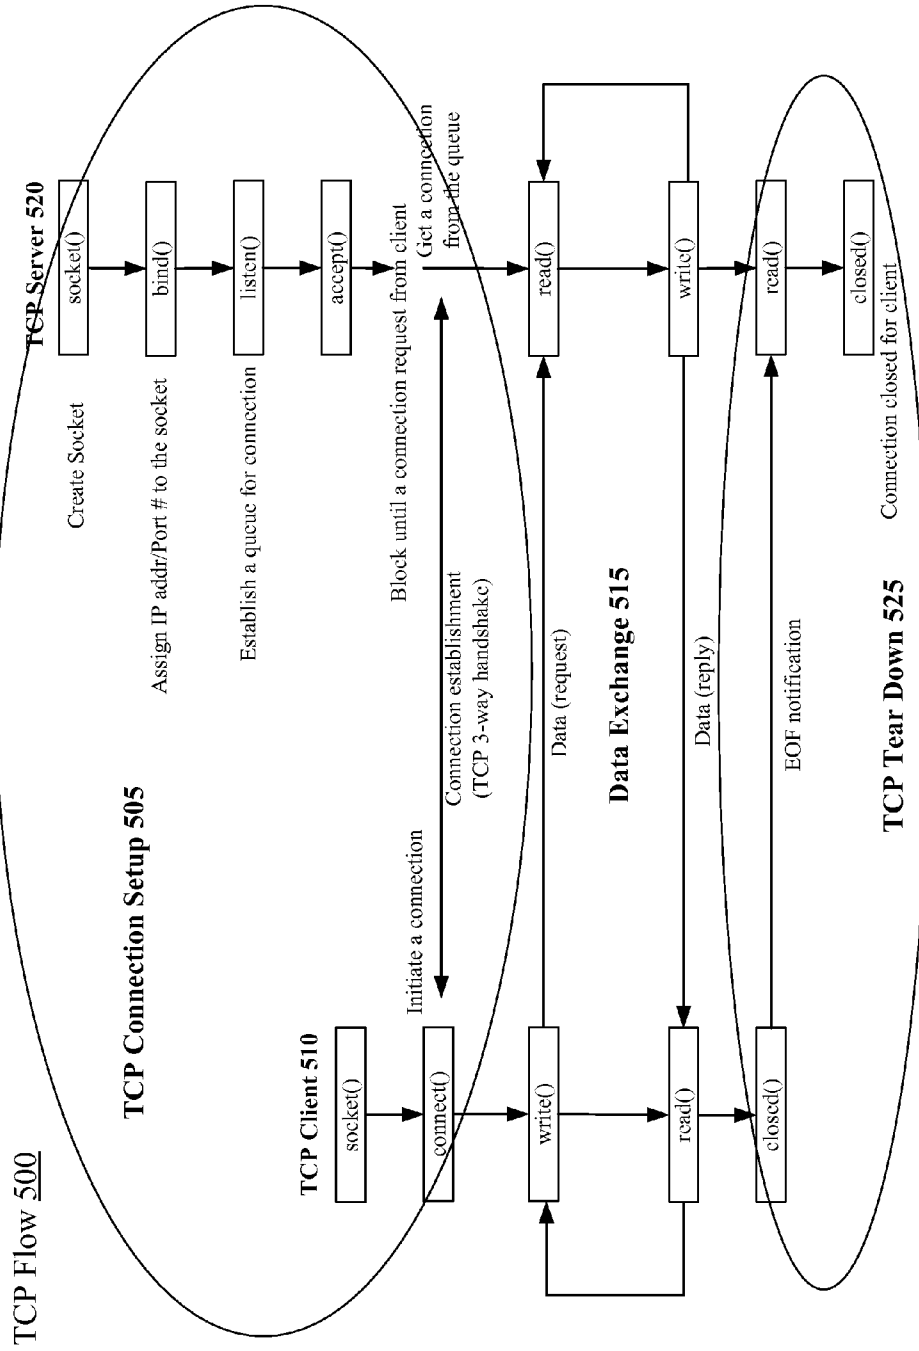 TCP Flow 500
TCP Server 520
socket()
Create Socket
bind()
Assign IP addr/Port # to the socket
listen()
Establish a queue for connection
TCP Connection Setup 505
TCP Client 510
socket()
accept()
Block until a connection request from client
Get a connection
from the queue
Initiate a connection
connect()
Connection establishment
(TCP 3-way handshake)
write()
Data (request)
read()
Data Exchange 515
read()
Data (reply)
write()
closed()
EOF notification
read()
closed()
Connection closed for client
TCP Tear Down 525